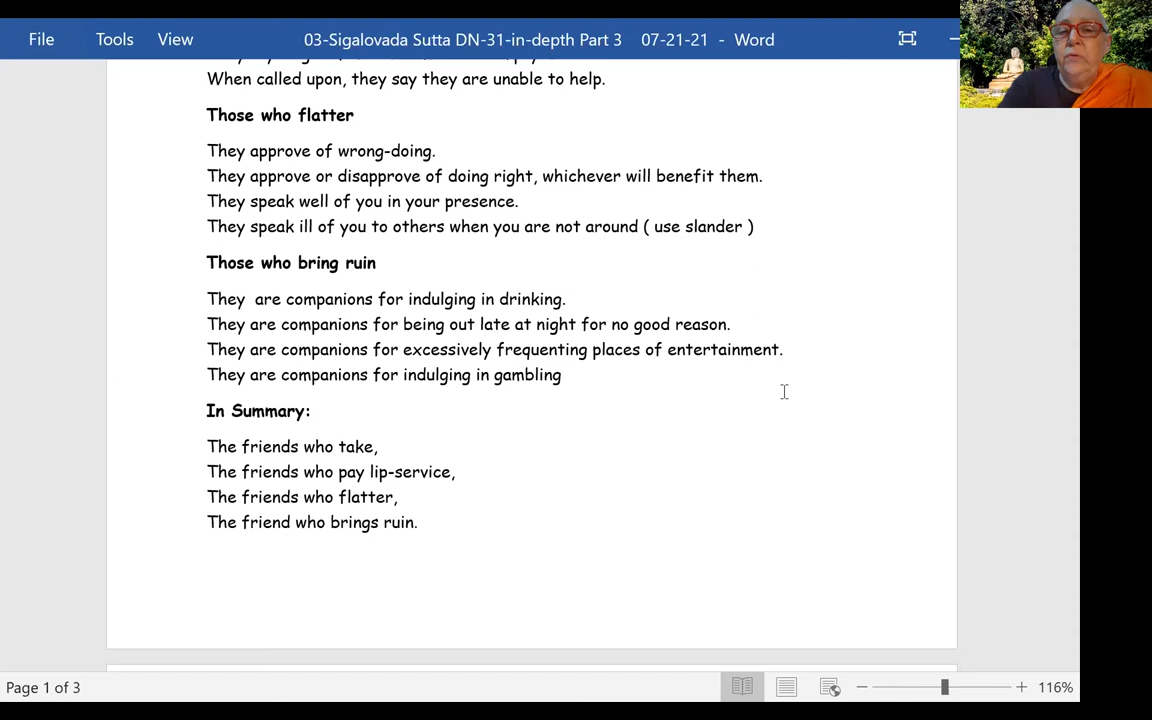 File Tools View 03-Sigalovada Sutta DN-31-in-depth Part 3 07-21-21 - Word
When called upon, they say they are unable to help.
Those who flatter
They approve of wrong-doing.
They approve or disapprove of doing right, whichever will benefit them.
They speak well of you in your presence.
They speak ill of you to others when you are not around ( use slander )
Those who bring ruin
They are companions for indulging in drinking.
They are companions for being out late at night for no good reason.
They are companions for excessively frequenting places of entertainment.
They are companions for indulging in gambling
In Summary:
The friends who take,
The friends who pay lip-service,
The friends who flatter,
The friend who brings ruin.
Page 1 of 3 116%